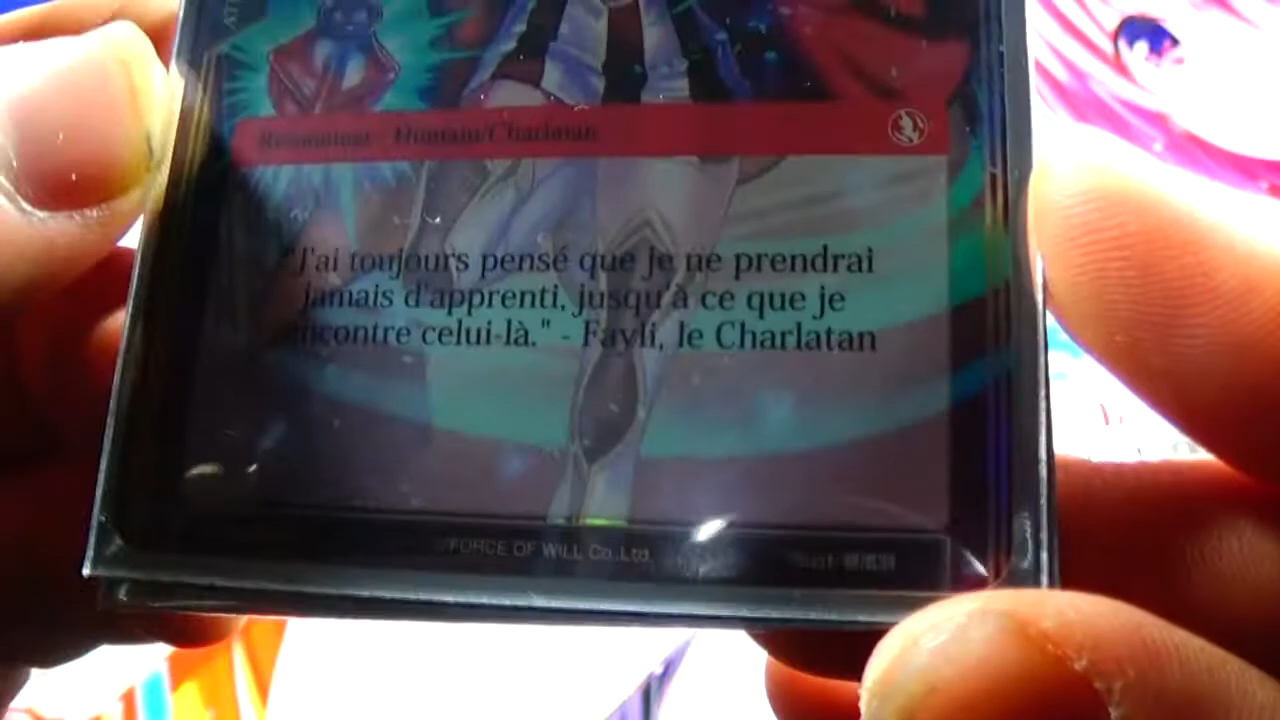 ATT
Résonateur - Humain/Charlatan
"J'ai toujours pensé que je ne prendrai
jamais d'apprenti, jusqu'à ce que je
rencontre celui-là." - Fayli, le Charlatan
©FORCE OF WILL Co.,Ltd.